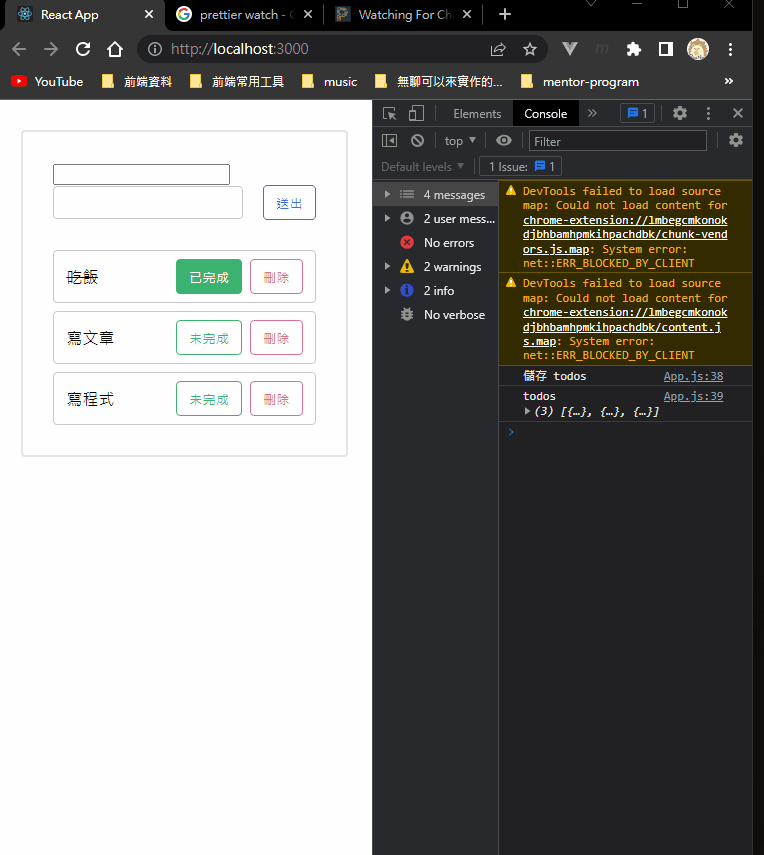 React App
prettier watch - G
Watching For Ch
http://localhost:3000
YouTube
前端資料
前端常用工具
music
無聊可以來實作的...
mentor-program
»
送出
吃飯 已完成 刪除
寫文章 未完成 刪除
寫程式 未完成 刪除
Elements Console » 1
top Filter
Default levels 1 Issue: 1
4 messages
2 user mess...
No errors
2 warnings
2 info
No verbose
DevTools failed to load source
map: Could not load content for
chrome-extension://lmbegcmkonok
djbhbamhpmkihpachdbk/chunk-vend
ors.js.map: System error:
net::ERR_BLOCKED_BY_CLIENT
DevTools failed to load source
map: Could not load content for
chrome-extension://lmbegcmkonok
djbhbamhpmkihpachdbk/content.j
s.map: System error:
net::ERR_BLOCKED_BY_CLIENT
儲存 todos App.js:38
todos App.js:39
(3) [{…}, {…}, {…}]